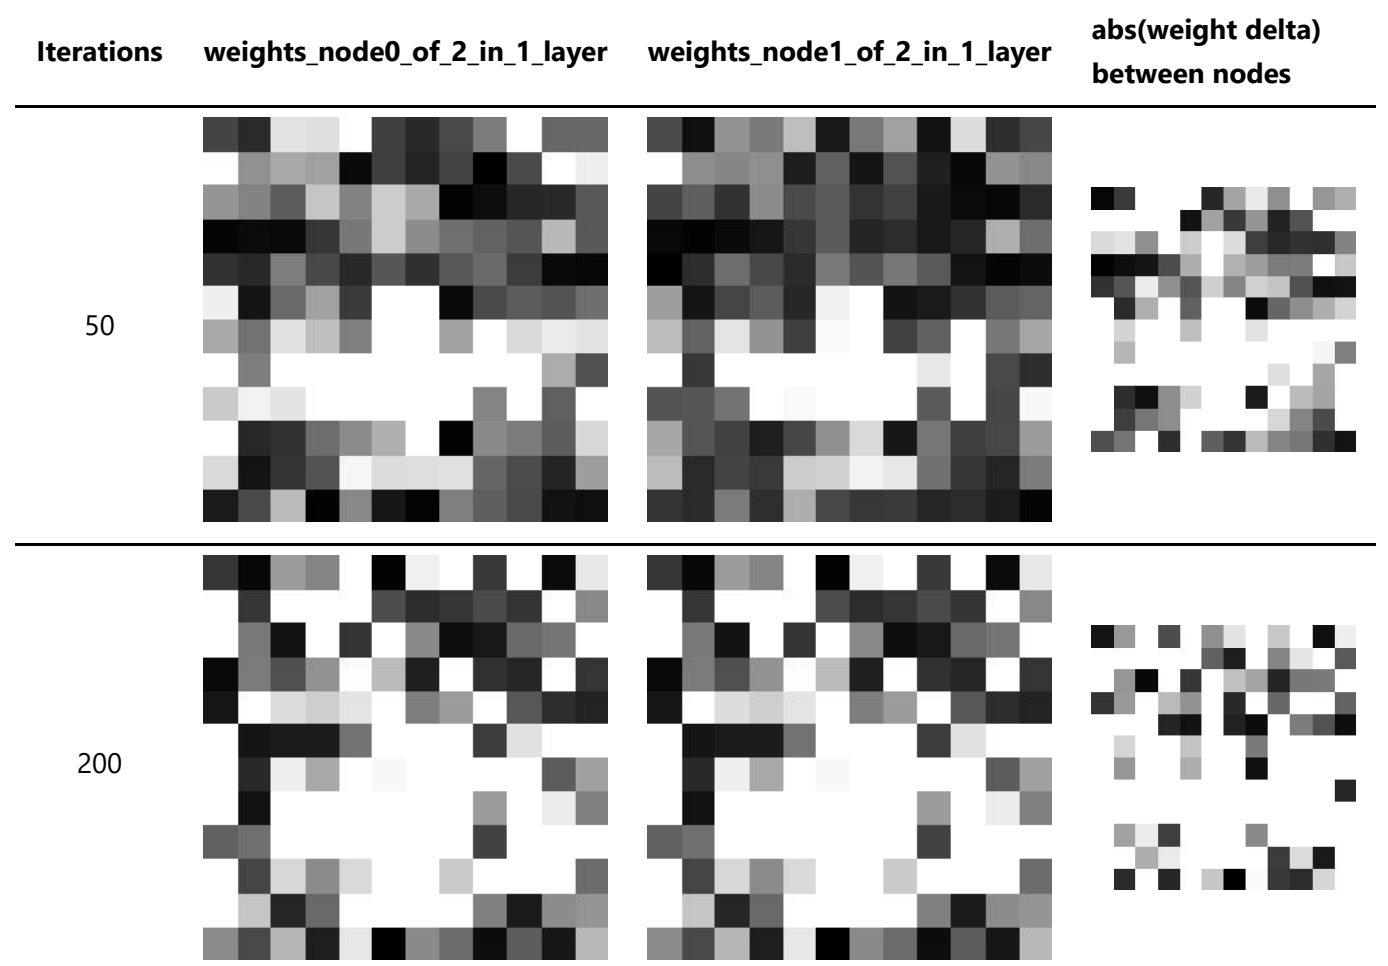 Iterations weights_node0_of_2_in_1_layer weights_node1_of_2_in_1_layer abs(weight delta)
between nodes
50
200